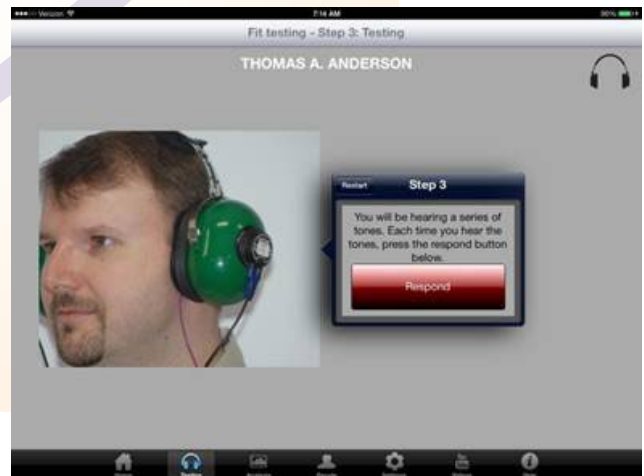 Verizon 7:14 AM
Fit testing - Step 3: Testing
THOMAS A. ANDERSON
Restart Step 3
You will be hearing a series of
tones. Each time you hear the
tones, press the respond button
below.
Respond
Testing